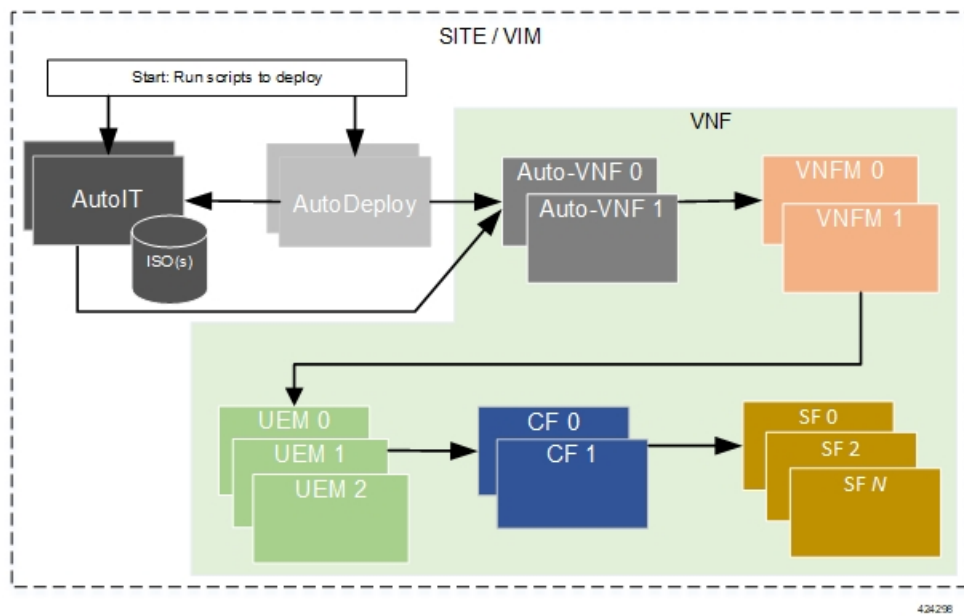 SITE / VIM
Start: Run scripts to deploy
VNF
AutoIT
ISO(s)
AutoDeploy
Auto-VNF 0
Auto-VNF 1
VNFM 0
VNFM 1
UEM 0
UEM 1
UEM 2
CF 0
CF 1
SF 0
SF 2
SF N
424298